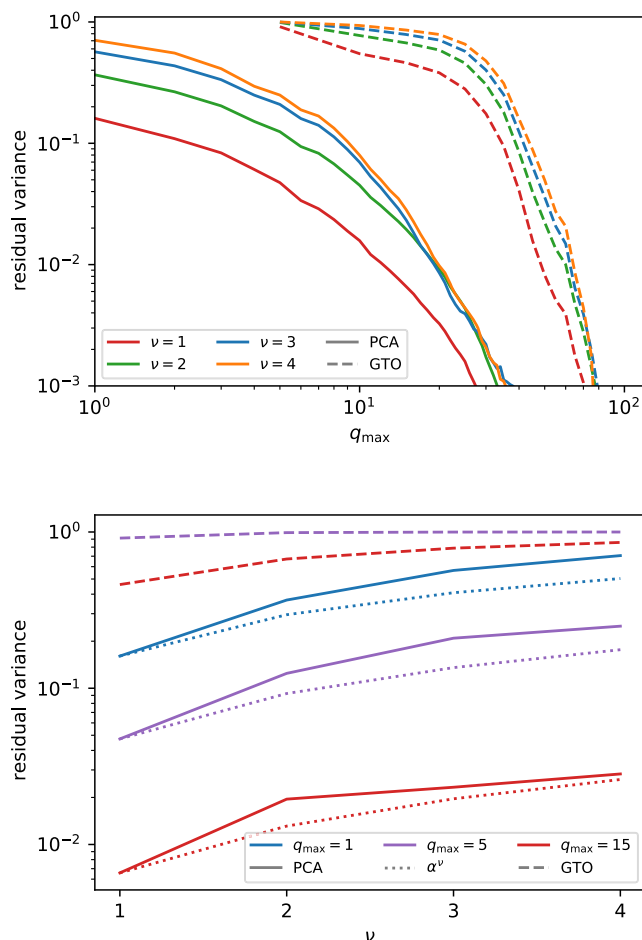 10⁰
10⁻¹
10⁻²
10⁻³
residual variance
ν = 1 ν = 3 PCA
ν = 2 ν = 4 GTO
10⁰ 10¹ 10²
q_max
10⁰
10⁻¹
10⁻²
residual variance
q_max = 1 q_max = 5 q_max = 15
PCA α^ν GTO
1 2 3 4
ν